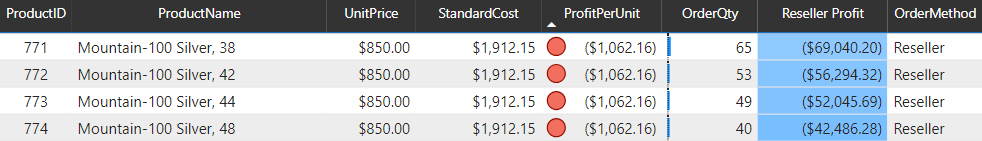 ProductID ProductName UnitPrice StandardCost ProfitPerUnit OrderQty Reseller Profit OrderMethod
771 Mountain-100 Silver, 38 $850.00 $1,912.15 ($1,062.16) 65 ($69,040.20) Reseller
772 Mountain-100 Silver, 42 $850.00 $1,912.15 ($1,062.16) 53 ($56,294.32) Reseller
773 Mountain-100 Silver, 44 $850.00 $1,912.15 ($1,062.16) 49 ($52,045.69) Reseller
774 Mountain-100 Silver, 48 $850.00 $1,912.15 ($1,062.16) 40 ($42,486.28) Reseller